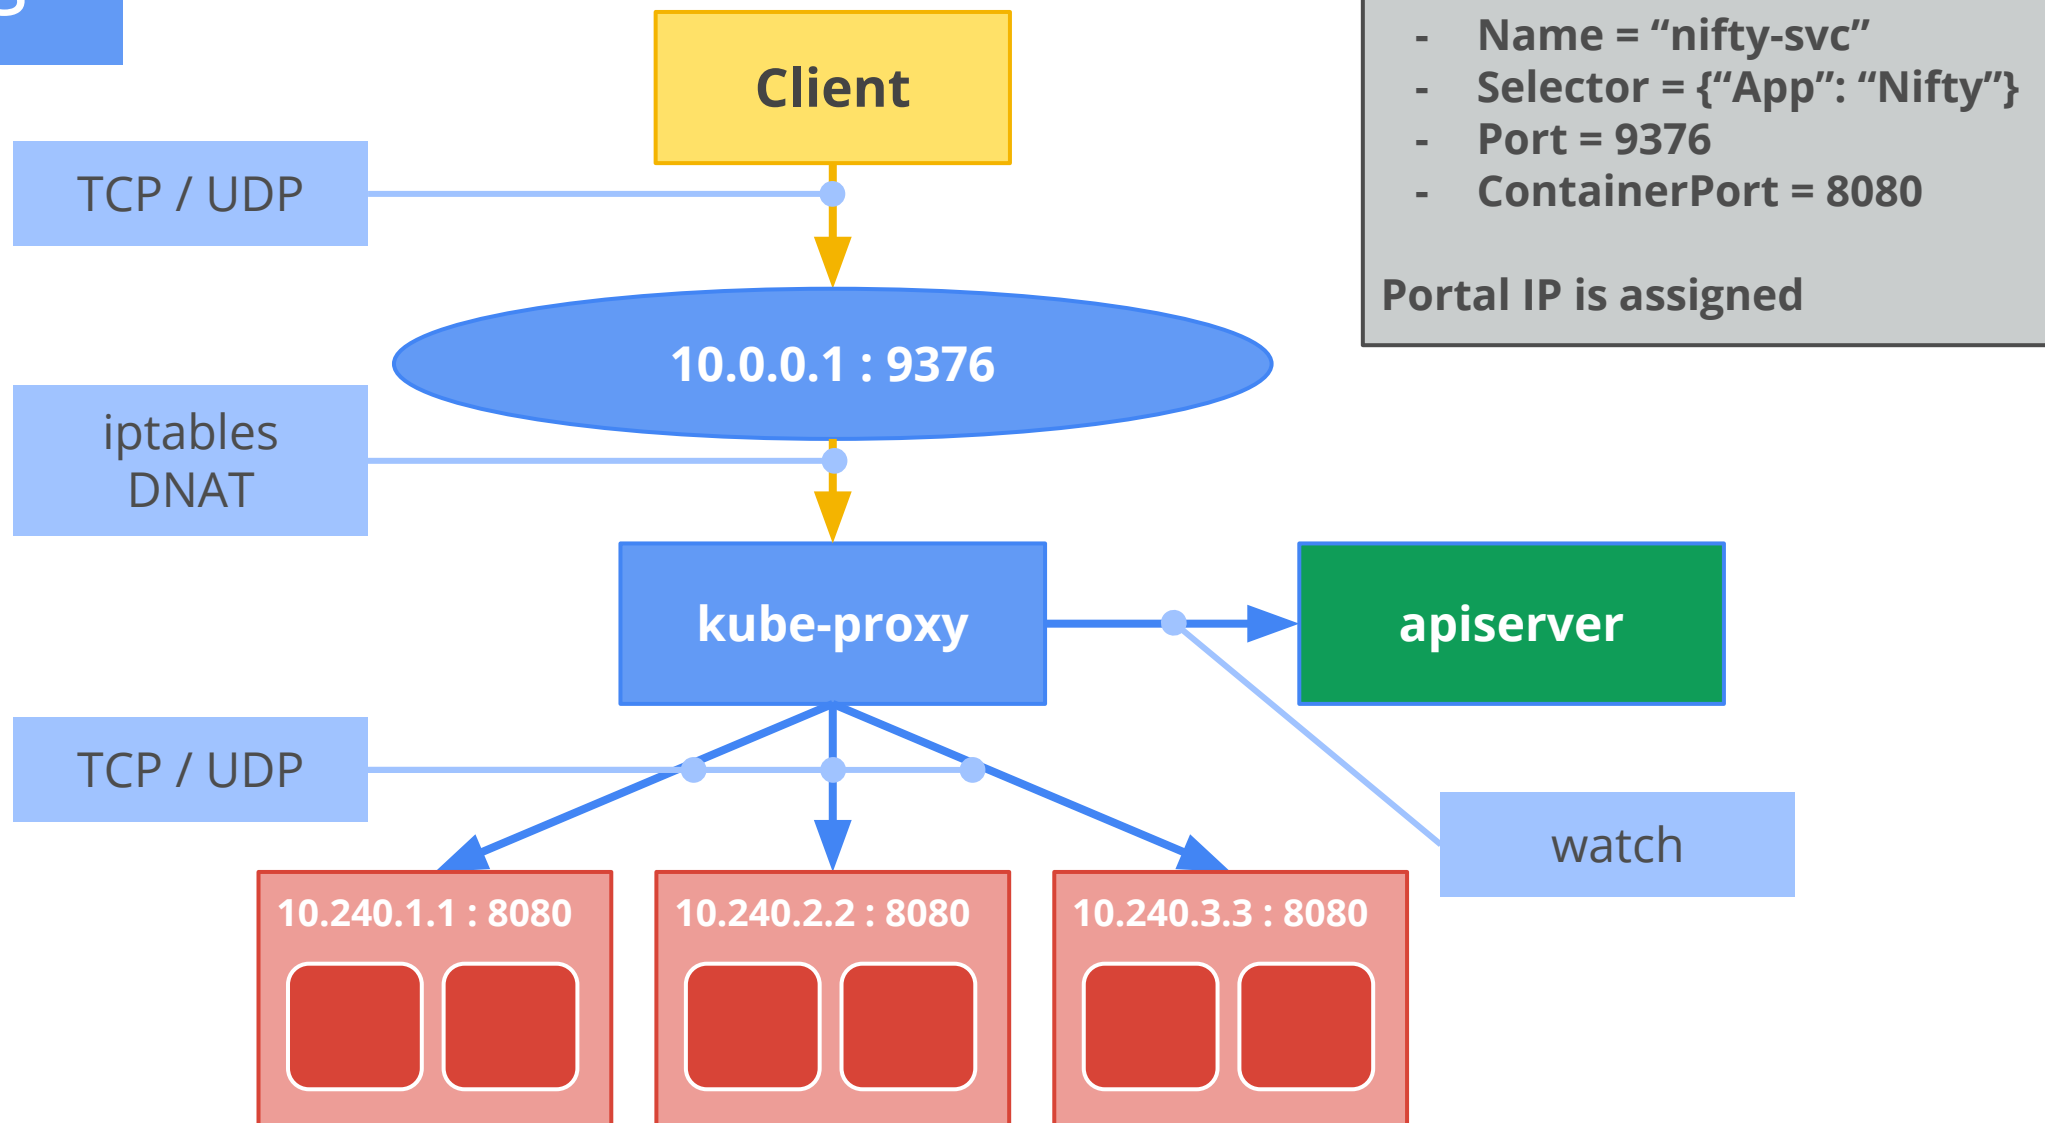 Client
- Name = “nifty-svc”
- Selector = {“App”: “Nifty”}
- Port = 9376
- ContainerPort = 8080
Portal IP is assigned
TCP / UDP
10.0.0.1 : 9376
iptables
DNAT
kube-proxy
apiserver
TCP / UDP
watch
10.240.1.1 : 8080
10.240.2.2 : 8080
10.240.3.3 : 8080